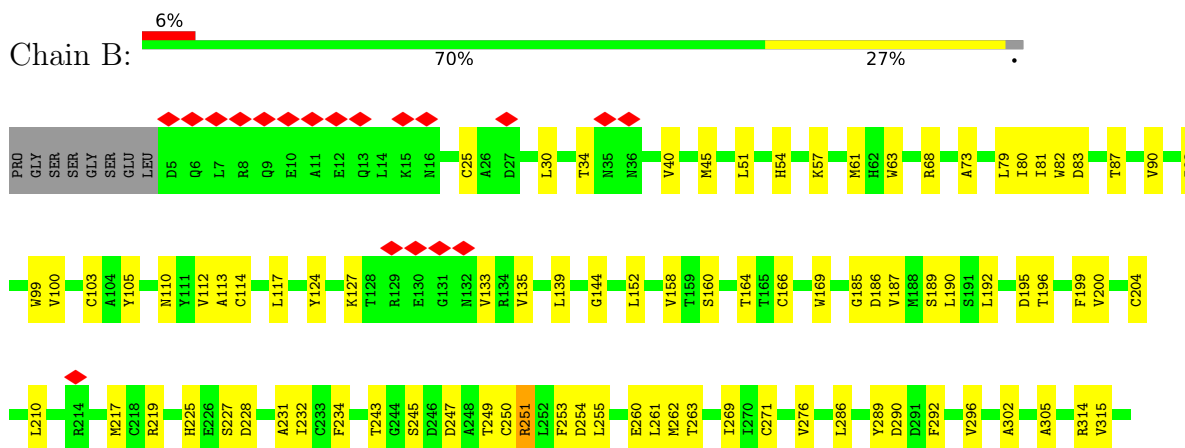 6%
Chain B:
70% 27% •
PRO GLY SER SER GLY SER GLU LEU D5 Q6 L7 R8 Q9 E10 A11 E12 Q13 L14 K15 N16 C25 A26 D27 L30 T34 N35 N36 V40 M45 L51 H54 K57 M61 H62 W63 R68 A73 L79 I80 I81 W82 D83 T87 V90
W99 V100 C103 A104 Y105 N110 Y111 V112 A113 C114 L117 Y124 K127 T128 R129 E130 G131 N132 V133 R134 V135 L139 G144 L152 V158 T159 S160 T164 T165 C166 W169 G185 D186 V187 M188 S189 L190 S191 L192 D195 T196 F199 V200 C204
L210 R214 M217 C218 R219 H225 E226 S227 D228 A231 I232 C233 F234 T243 G244 S245 D246 D247 A248 T249 C250 R251 L252 F253 D254 L255 E260 L261 M262 T263 I269 I270 C271 V276 L286 Y289 D290 D291 F292 V296 A302 A305 R314 V315